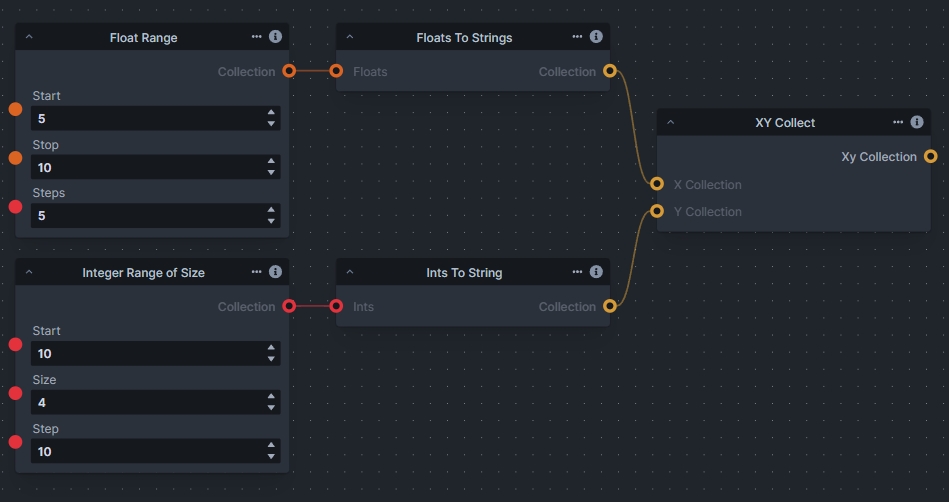 Float Range
Collection
Start
5
Stop
10
Steps
5
Floats To Strings
Floats Collection
Integer Range of Size
Collection
Start
10
Size
4
Step
10
Ints To String
Ints Collection
XY Collect
Xy Collection
X Collection
Y Collection